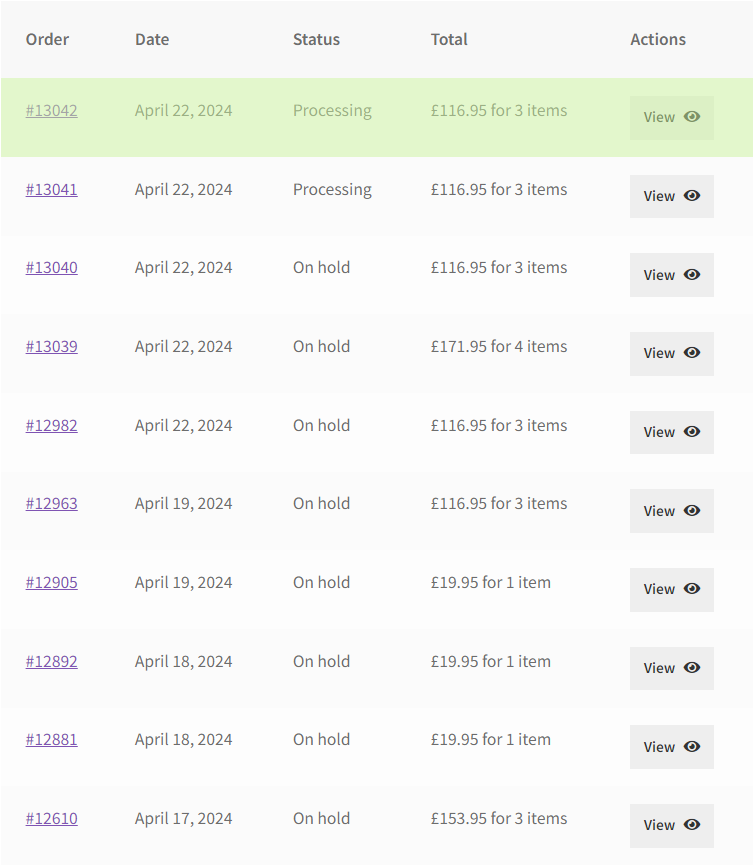 Order Date Status Total Actions
#13042 April 22, 2024 Processing £116.95 for 3 items View
#13041 April 22, 2024 Processing £116.95 for 3 items View
#13040 April 22, 2024 On hold £116.95 for 3 items View
#13039 April 22, 2024 On hold £171.95 for 4 items View
#12982 April 22, 2024 On hold £116.95 for 3 items View
#12963 April 19, 2024 On hold £116.95 for 3 items View
#12905 April 19, 2024 On hold £19.95 for 1 item View
#12892 April 18, 2024 On hold £19.95 for 1 item View
#12881 April 18, 2024 On hold £19.95 for 1 item View
#12610 April 17, 2024 On hold £153.95 for 3 items View